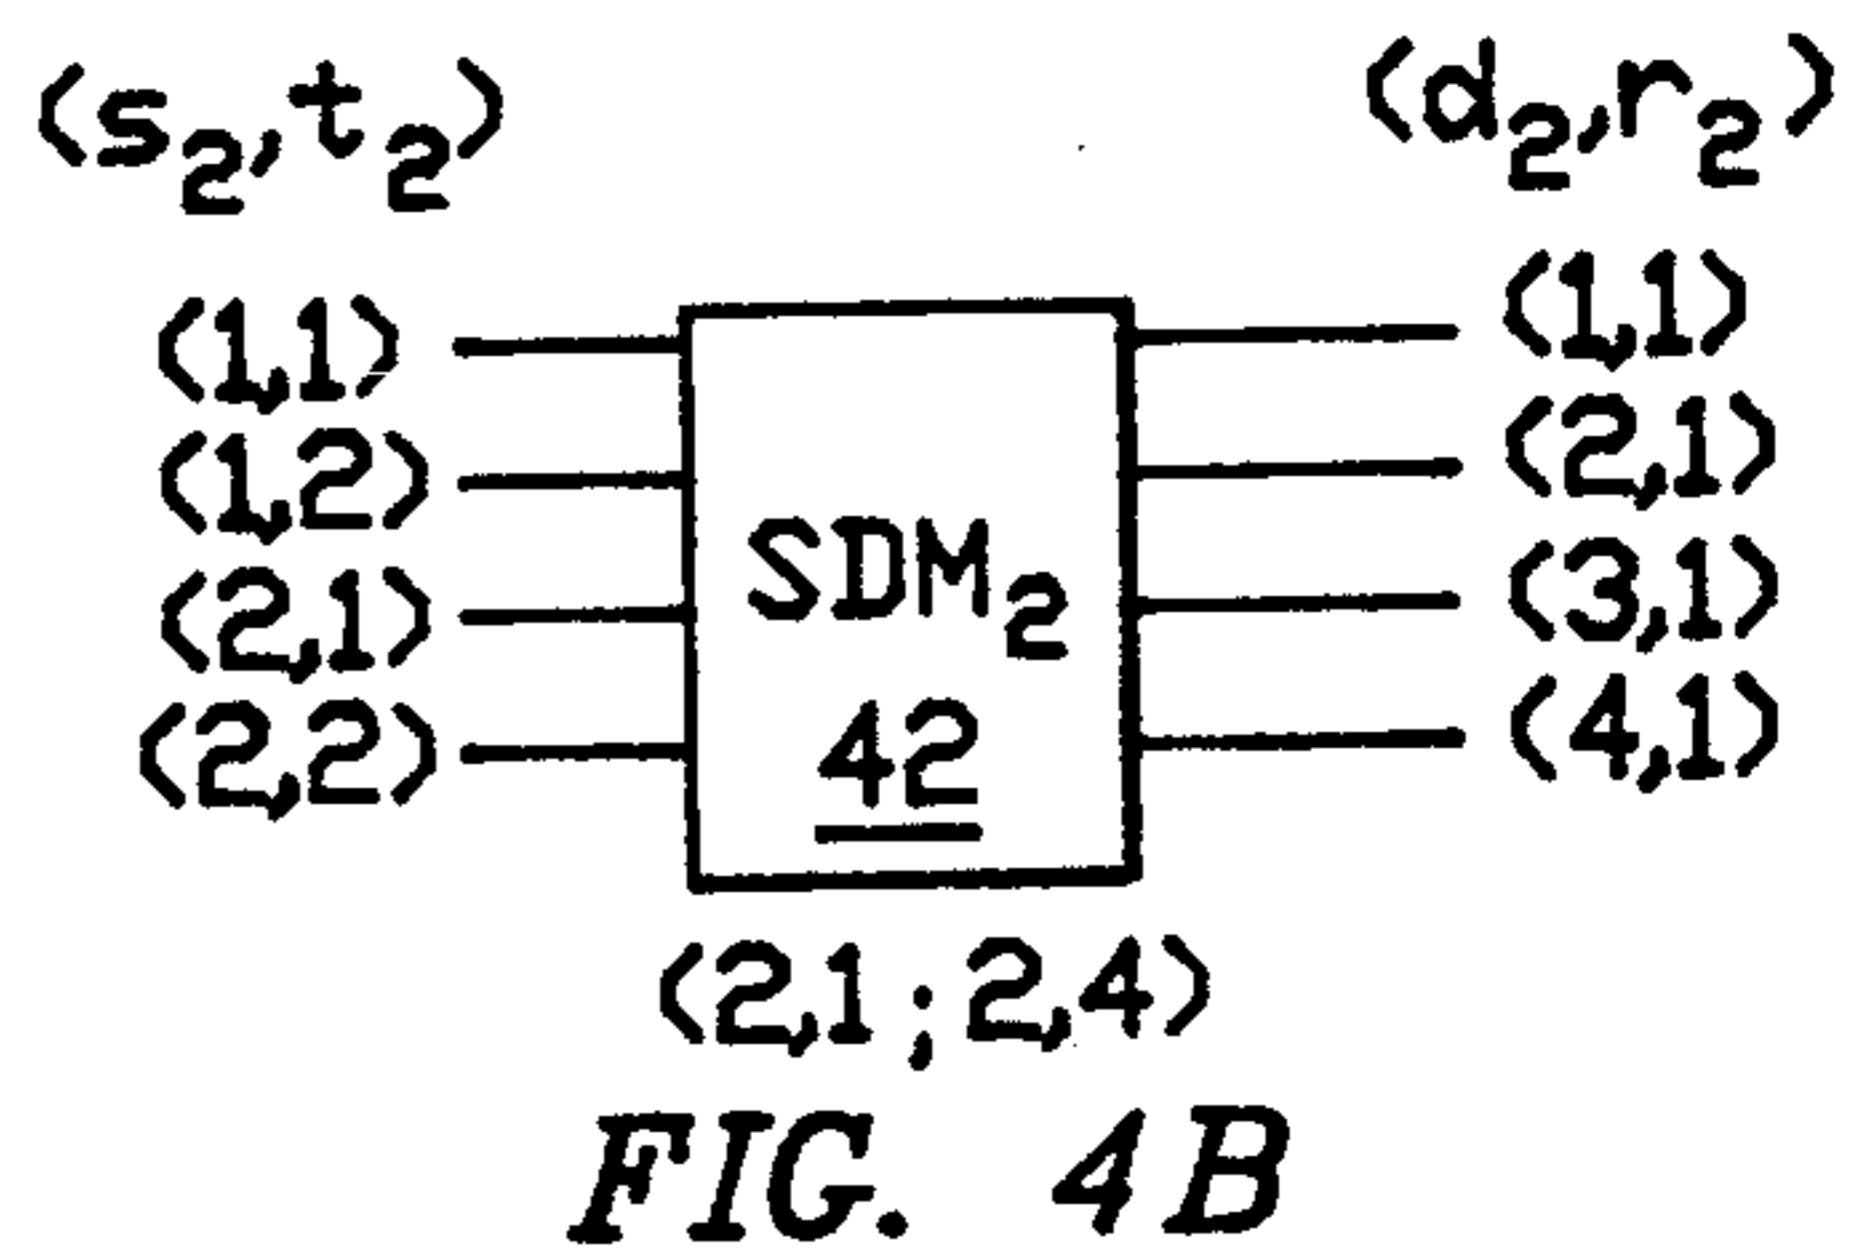 (s₂,t₂) (d₂,r₂)
(1,1) (1,1)
(1,2) (2,1)
SDM₂
(2,1) (3,1)
(2,2) 42 (4,1)
(2,1;2,4)
FIG. 4B